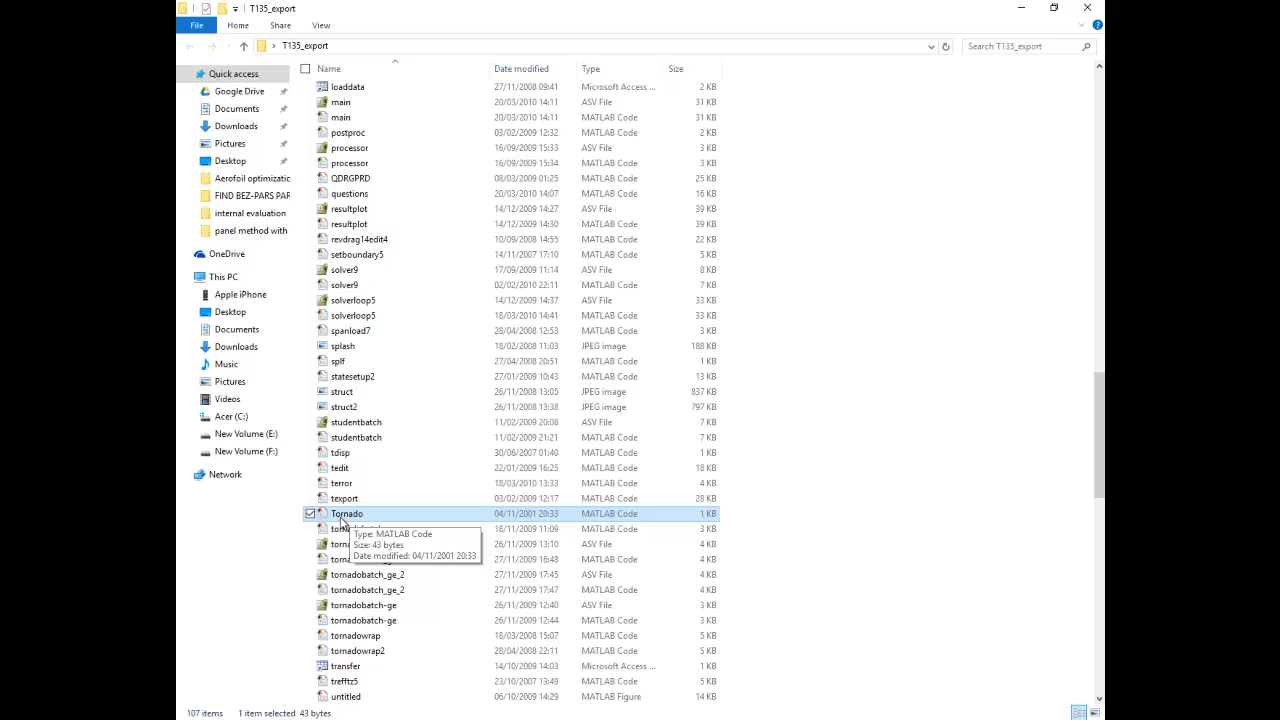 T135_export
File Home Share View
T135_export Search T135_export
Name Date modified Type Size
Quick access
Google Drive
Documents
Downloads
Pictures
Desktop
Aerofoil optimizatic
FIND BEZ-PARS PAR
internal evaluation
panel method with
OneDrive
This PC
Apple iPhone
Desktop
Documents
Downloads
Music
Pictures
Videos
Acer (C:)
New Volume (E:)
New Volume (F:)
Network
loaddata 27/11/2008 09:41 Microsoft Access ... 2 KB
main 20/03/2010 14:11 ASV File 31 KB
main 20/03/2010 14:11 MATLAB Code 31 KB
postproc 03/02/2009 12:32 MATLAB Code 2 KB
processor 16/09/2009 15:33 ASV File 3 KB
processor 16/09/2009 15:34 MATLAB Code 3 KB
QDRGPRD 08/03/2009 01:25 MATLAB Code 25 KB
questions 20/03/2010 14:07 MATLAB Code 16 KB
resultplot 14/12/2009 14:27 ASV File 39 KB
resultplot 14/12/2009 14:30 MATLAB Code 39 KB
revdrag14edit4 10/09/2008 14:55 MATLAB Code 22 KB
setboundary5 14/11/2007 17:10 MATLAB Code 5 KB
solver9 17/09/2009 11:14 ASV File 8 KB
solver9 02/02/2010 22:11 MATLAB Code 7 KB
solverloop5 14/12/2009 14:37 ASV File 33 KB
solverloop5 18/03/2010 14:41 MATLAB Code 33 KB
spanload7 28/04/2008 12:53 MATLAB Code 3 KB
splash 18/02/2008 11:03 JPEG image 188 KB
splf 27/04/2008 20:51 MATLAB Code 1 KB
statesetup2 27/01/2009 10:43 MATLAB Code 13 KB
struct 26/11/2008 13:05 JPEG image 837 KB
struct2 26/11/2008 13:38 JPEG image 797 KB
studentbatch 11/02/2009 20:08 ASV File 7 KB
studentbatch 11/02/2009 21:21 MATLAB Code 7 KB
tdisp 30/06/2007 01:40 MATLAB Code 1 KB
tedit 22/01/2009 16:25 MATLAB Code 18 KB
terror 18/03/2010 13:33 MATLAB Code 4 KB
texport 03/02/2009 12:17 MATLAB Code 28 KB
Tornado 04/11/2001 20:33 MATLAB Code 1 KB
18/11/2009 11:09 MATLAB Code 3 KB
26/11/2009 13:10 ASV File 4 KB
27/11/2009 16:48 MATLAB Code 4 KB
Type: MATLAB Code
Size: 43 bytes
Date modified: 04/11/2001 20:33
tornadobatch_ge_2 27/11/2009 17:45 ASV File 4 KB
tornadobatch_ge_2 27/11/2009 17:47 MATLAB Code 4 KB
tornadobatch-ge 26/11/2009 12:40 ASV File 3 KB
tornadobatch-ge 26/11/2009 12:44 MATLAB Code 3 KB
tornadowrap 18/03/2008 15:07 MATLAB Code 5 KB
tornadowrap2 28/04/2008 22:11 MATLAB Code 5 KB
transfer 14/10/2009 14:03 Microsoft Access ... 1 KB
trefftz5 23/10/2007 13:49 MATLAB Code 5 KB
untitled 06/10/2009 14:29 MATLAB Figure 14 KB
107 items 1 item selected 43 bytes